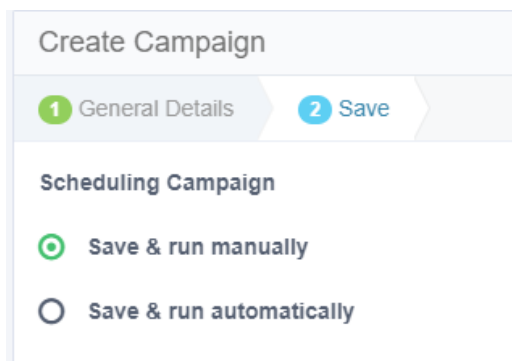 Create Campaign
1 General Details 2 Save
Scheduling Campaign
Save & run manually
Save & run automatically